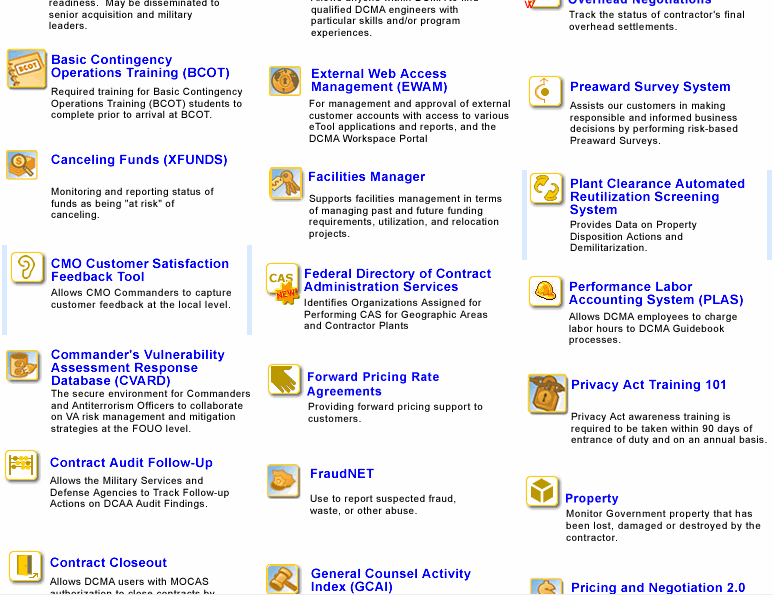 readiness.  May be disseminated to
senior acquisition and military
leaders.
BCOT
Basic Contingency
Operations Training (BCOT)
Required training for Basic Contingency
Operations Training (BCOT) students to
complete prior to arrival at BCOT.
Canceling Funds (XFUNDS)
Monitoring and reporting status of
funds as being "at risk" of
canceling.
CMO Customer Satisfaction
Feedback Tool
Allows CMO Commanders to capture
customer feedback at the local level.
Commander's Vulnerability
Assessment Response
Database (CVARD)
The secure environment for Commanders
and Antiterrorism Officers to collaborate
on VA risk management and mitigation
strategies at the FOUO level.
Contract Audit Follow-Up
Allows the Military Services and
Defense Agencies to Track Follow-up
Actions on DCAA Audit Findings.
Contract Closeout
Allows DCMA users with MOCAS
authorization to close contracts by
qualified DCMA engineers with
particular skills and/or program
experiences.
External Web Access
Management (EWAM)
For management and approval of external
customer accounts with access to various
eTool applications and reports, and the
DCMA Workspace Portal
Facilities Manager
Supports facilities management in terms
of managing past and future funding
requirements, utilization, and relocation
projects.
CAS
NEW!
Federal Directory of Contract
Administration Services
Identifies Organizations Assigned for
Performing CAS for Geographic Areas
and Contractor Plants
Forward Pricing Rate
Agreements
Providing forward pricing support to
customers.
FraudNET
Use to report suspected fraud,
waste, or other abuse.
General Counsel Activity
Index (GCAI)
Overhead Negotiations
Track the status of contractor's final
overhead settlements.
Preaward Survey System
Assists our customers in making
responsible and informed business
decisions by performing risk-based
Preaward Surveys.
Plant Clearance Automated
Reutilization Screening
System
Provides Data on Property
Disposition Actions and
Demilitarization.
Performance Labor
Accounting System (PLAS)
Allows DCMA employees to charge
labor hours to DCMA Guidebook
processes.
Privacy Act Training 101
Privacy Act awareness training is
required to be taken within 90 days of
entrance of duty and on an annual basis.
Property
Monitor Government property that has
been lost, damaged or destroyed by the
contractor.
Pricing and Negotiation 2.0